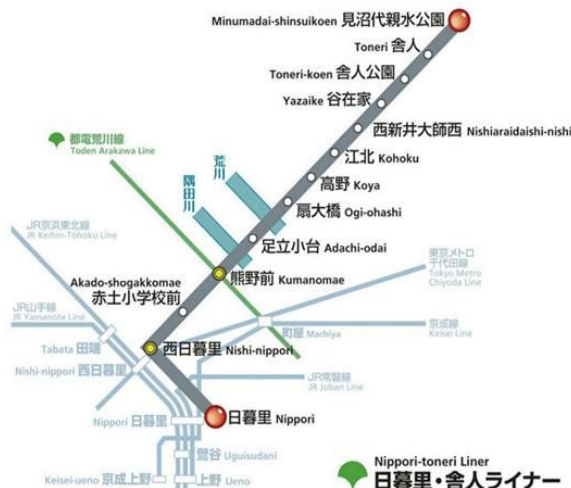 Minumadai-shinsuikoen 見沼代親水公園
Toneri 舎人
Toneri-koen 舎人公園
Yazaike 谷在家
西新井大師西 Nishiaraidaishi-nishi
江北 Kohoku
高野 Koya
扇大橋 Ogi-ohashi
足立小台 Adachi-odai
熊野前 Kumanomae
Akado-shogakkomae
赤土小学校前
西日暮里 Nishi-nippori
日暮里 Nippori
都電荒川線
Toden Arakawa Line
荒川
隅田川
JR京浜東北線
JR Keihin-Tohoku Line
JR山手線
JR Yamanote Line
Tabata 田端
Nishi-nippori 西日暮里
Nippori 日暮里
鶯谷 Uguisudani
Keisei-ueno 京成上野
上野 Ueno
東京メトロ
千代田線
Tokyo Metro
Chiyoda Line
京成線
Keisei Line
町屋 Machiya
JR常磐線
JR Joban Line
Nippori-toneri Liner
日暮里・舎人ライナー